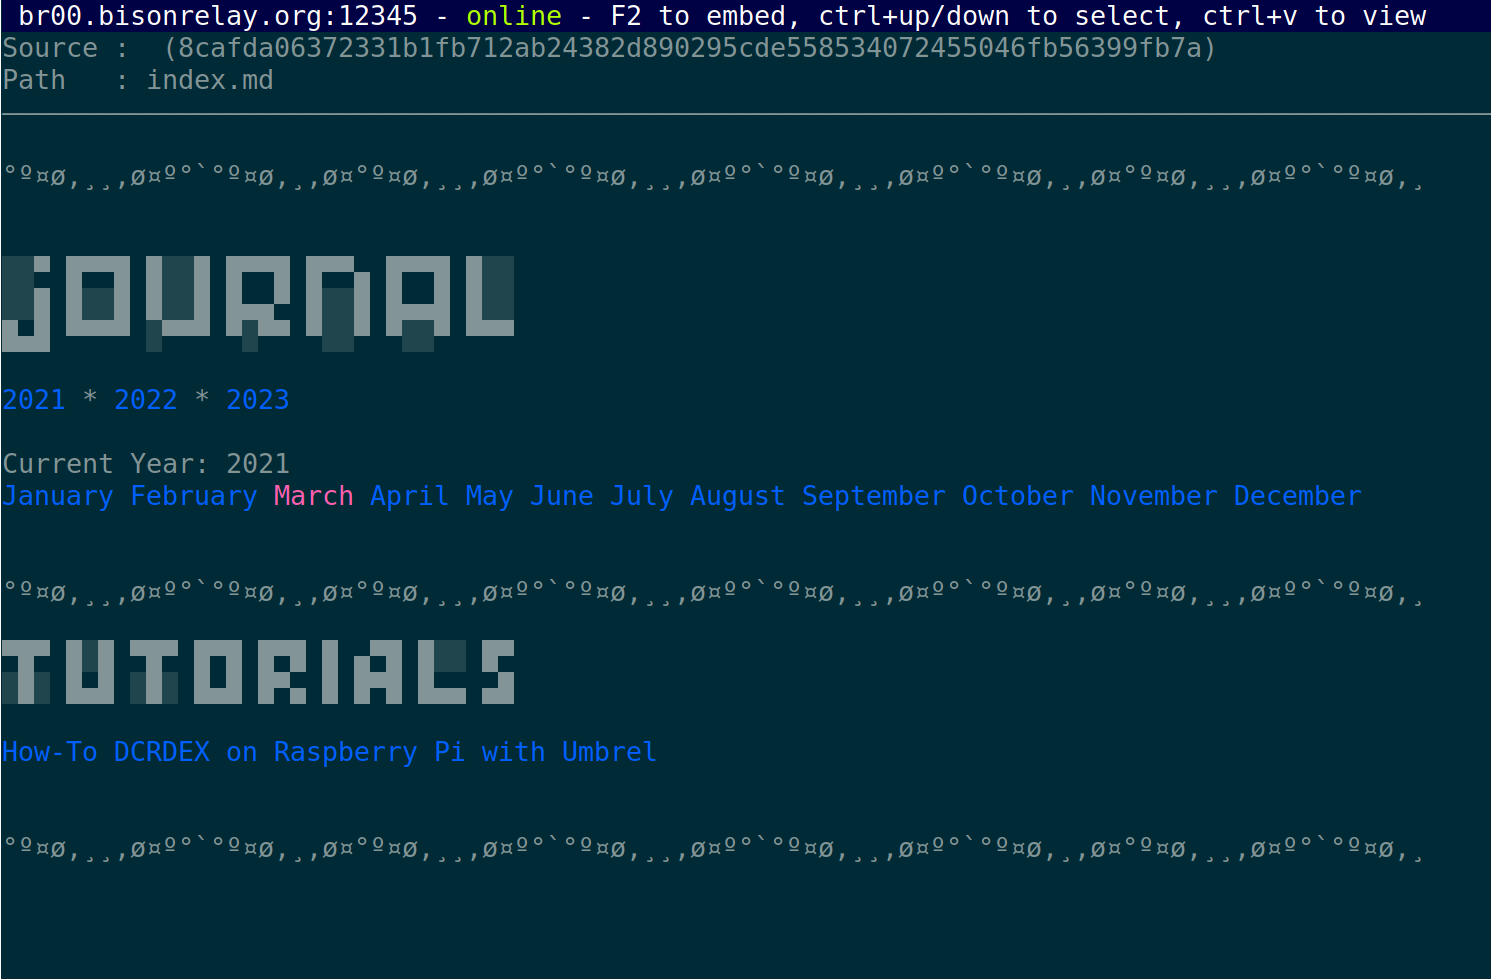 br00.bisonrelay.org:12345 - online - F2 to embed, ctrl+up/down to select, ctrl+v to view
Source :  (8cafda06372331b1fb712ab24382d890295cde558534072455046fb56399fb7a)
Path   : index.md
°º¤ø,¸¸,ø¤º°`°º¤ø,¸,ø¤°º¤ø,¸¸,ø¤º°`°º¤ø,¸¸,ø¤º°`°º¤ø,¸¸,ø¤º°`°º¤ø,¸,ø¤°º¤ø,¸¸,ø¤º°`°º¤ø,¸
jOURNAL
2021 * 2022 * 2023
Current Year: 2021
January February March April May June July August September October November December
°º¤ø,¸¸,ø¤º°`°º¤ø,¸,ø¤°º¤ø,¸¸,ø¤º°`°º¤ø,¸¸,ø¤º°`°º¤ø,¸¸,ø¤º°`°º¤ø,¸,ø¤°º¤ø,¸¸,ø¤º°`°º¤ø,¸
TUTORIALS
How-To DCRDEX on Raspberry Pi with Umbrel
°º¤ø,¸¸,ø¤º°`°º¤ø,¸,ø¤°º¤ø,¸¸,ø¤º°`°º¤ø,¸¸,ø¤º°`°º¤ø,¸¸,ø¤º°`°º¤ø,¸,ø¤°º¤ø,¸¸,ø¤º°`°º¤ø,¸